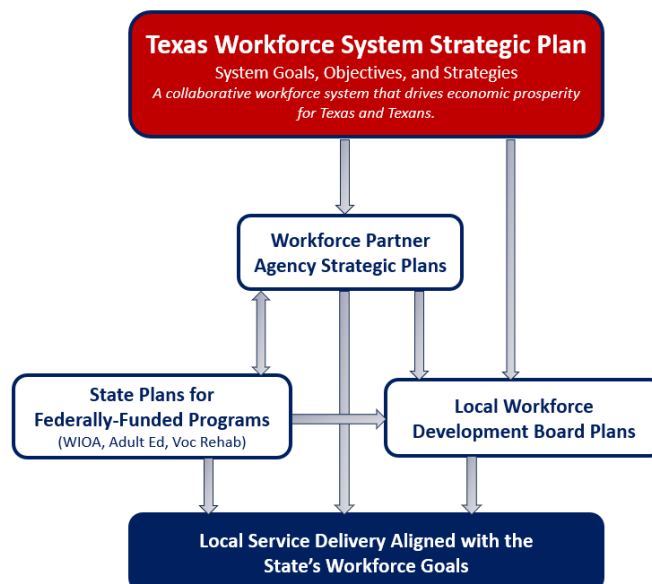 Texas Workforce System Strategic Plan
System Goals, Objectives, and Strategies
A collaborative workforce system that drives economic prosperity
for Texas and Texans.
Workforce Partner
Agency Strategic Plans
State Plans for
Federally-Funded Programs
(WIOA, Adult Ed, Voc Rehab)
Local Workforce
Development Board Plans
Local Service Delivery Aligned with the
State's Workforce Goals